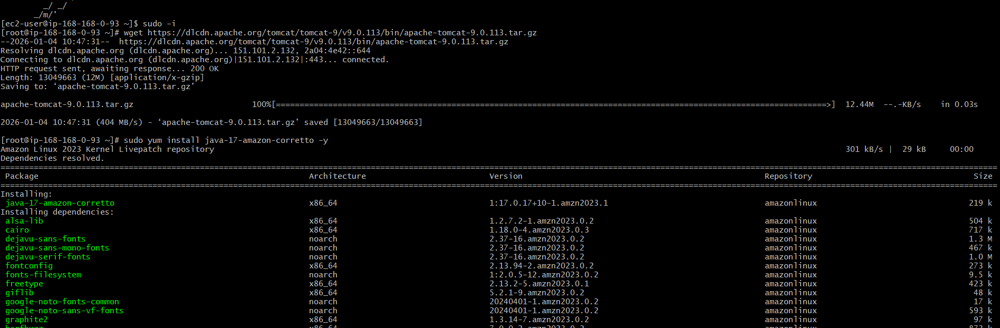 _/ _/
_/m/'
[ec2-user@ip-168-168-0-93 ~]$ sudo -i
[root@ip-168-168-0-93 ~]# wget https://dlcdn.apache.org/tomcat/tomcat-9/v9.0.113/bin/apache-tomcat-9.0.113.tar.gz
--2026-01-04 10:47:31--  https://dlcdn.apache.org/tomcat/tomcat-9/v9.0.113/bin/apache-tomcat-9.0.113.tar.gz
Resolving dlcdn.apache.org (dlcdn.apache.org)... 151.101.2.132, 2a04:4e42::644
Connecting to dlcdn.apache.org (dlcdn.apache.org)|151.101.2.132|:443... connected.
HTTP request sent, awaiting response... 200 OK
Length: 13049663 (12M) [application/x-gzip]
Saving to: ‘apache-tomcat-9.0.113.tar.gz’
apache-tomcat-9.0.113.tar.gz 100%[====================================================================================================================>] 12.44M --.-KB/s in 0.03s
2026-01-04 10:47:31 (404 MB/s) - ‘apache-tomcat-9.0.113.tar.gz’ saved [13049663/13049663]
[root@ip-168-168-0-93 ~]# sudo yum install java-17-amazon-corretto -y
Amazon Linux 2023 Kernel Livepatch repository 301 kB/s | 29 kB 00:00
Dependencies resolved.
Package Architecture Version Repository Size
Installing:
java-17-amazon-corretto x86_64 1:17.0.17+10-1.amzn2023.1 amazonlinux 219 k
Installing dependencies:
alsa-lib x86_64 1.2.7.2-1.amzn2023.0.2 amazonlinux 504 k
cairo x86_64 1.18.0-4.amzn2023.0.3 amazonlinux 717 k
dejavu-sans-fonts noarch 2.37-16.amzn2023.0.2 amazonlinux 1.3 M
dejavu-sans-mono-fonts noarch 2.37-16.amzn2023.0.2 amazonlinux 467 k
dejavu-serif-fonts noarch 2.37-16.amzn2023.0.2 amazonlinux 1.0 M
fontconfig x86_64 2.13.94-2.amzn2023.0.2 amazonlinux 273 k
fonts-filesystem noarch 1:2.0.5-12.amzn2023.0.2 amazonlinux 9.5 k
freetype x86_64 2.13.2-5.amzn2023.0.1 amazonlinux 423 k
giflib x86_64 5.2.1-9.amzn2023.0.2 amazonlinux 48 k
google-noto-fonts-common noarch 20240401-1.amzn2023.0.2 amazonlinux 17 k
google-noto-sans-vf-fonts noarch 20240401-1.amzn2023.0.2 amazonlinux 593 k
graphite2 x86_64 1.3.14-7.amzn2023.0.2 amazonlinux 97 k